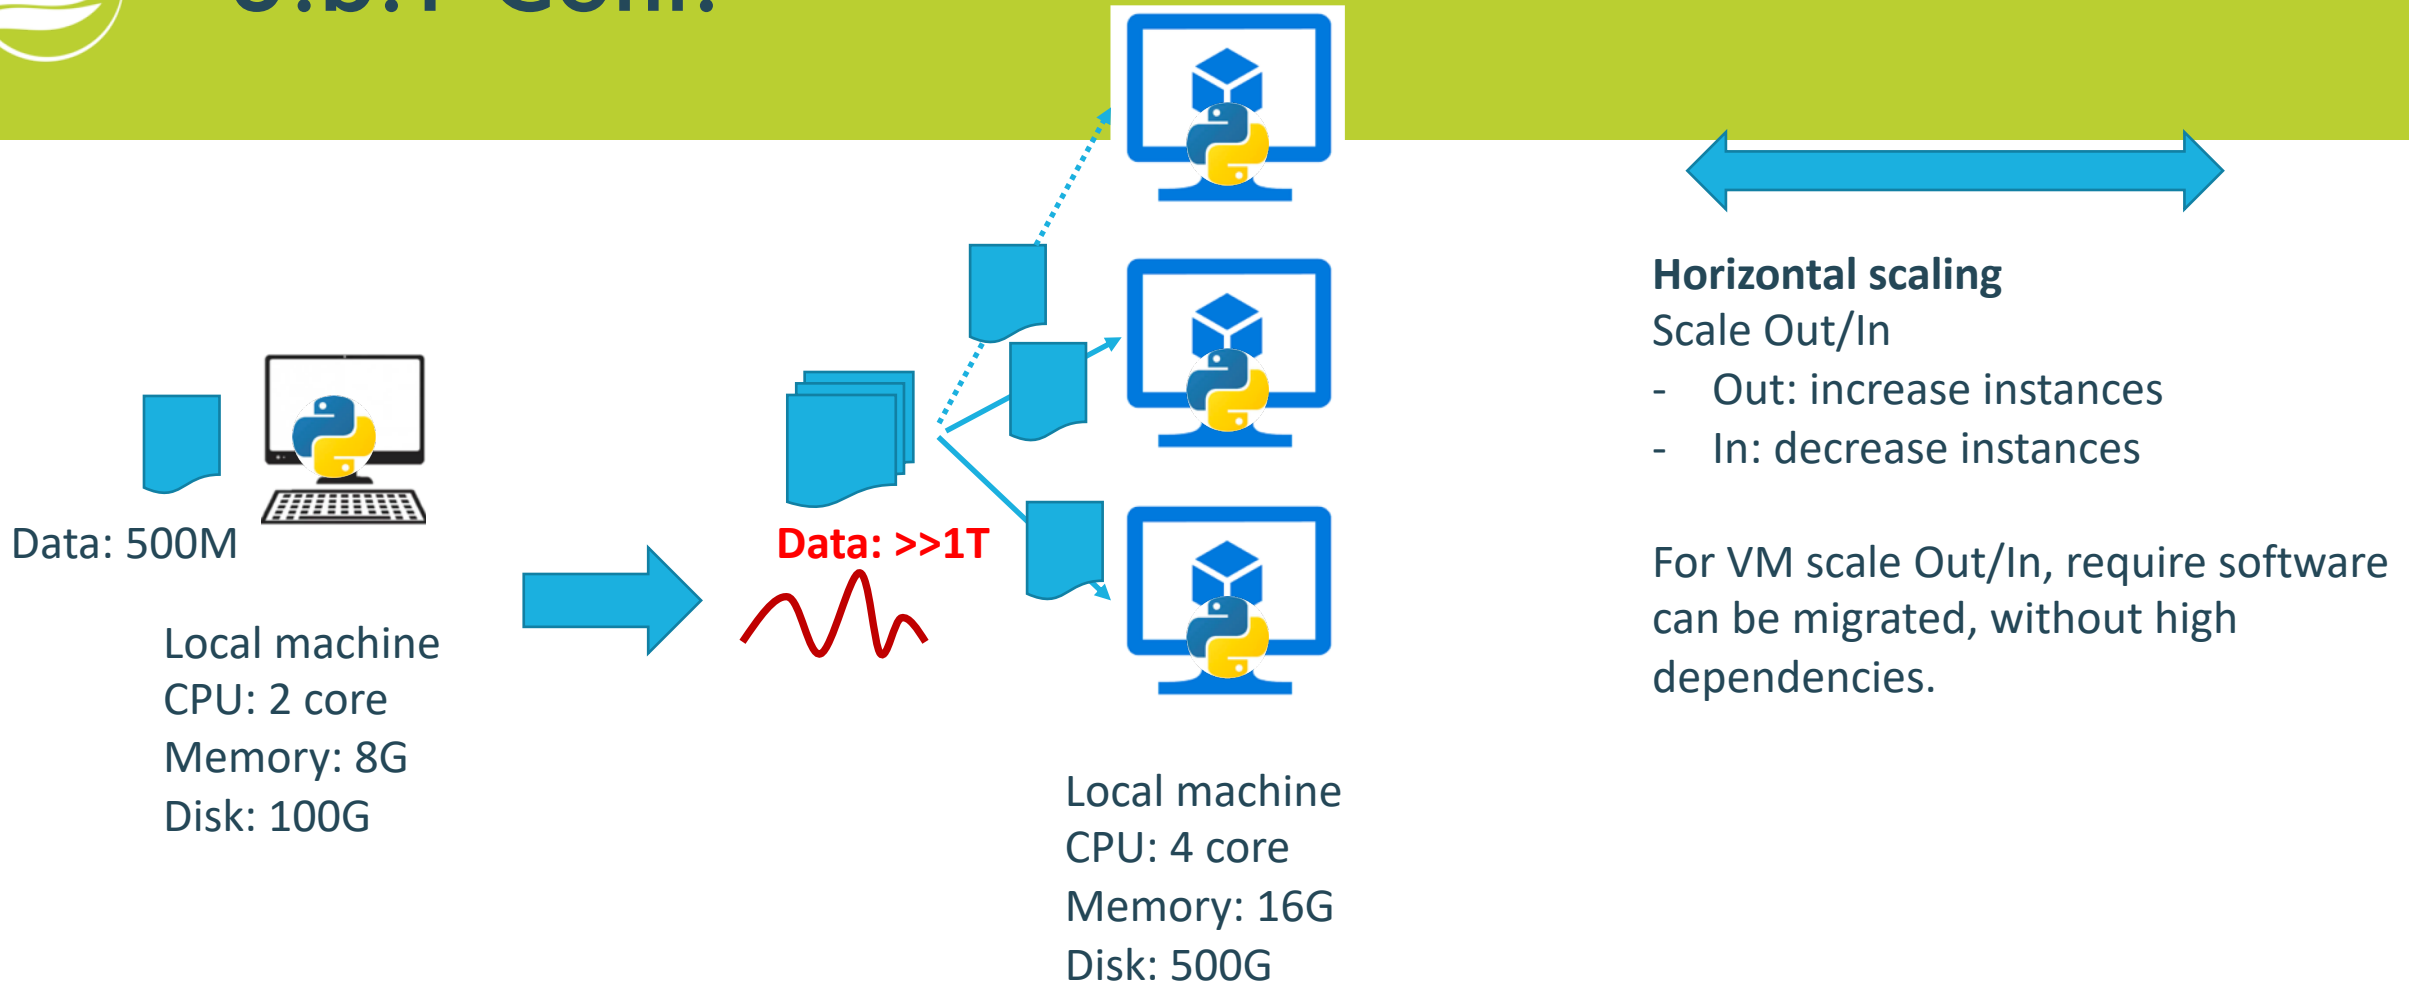 Data: 500M
Local machine
CPU: 2 core
Memory: 8G
Disk: 100G
Data: >>1T
Local machine
CPU: 4 core
Memory: 16G
Disk: 500G
Horizontal scaling
Scale Out/In
- Out: increase instances
- In: decrease instances
For VM scale Out/In, require software
can be migrated, without high
dependencies.